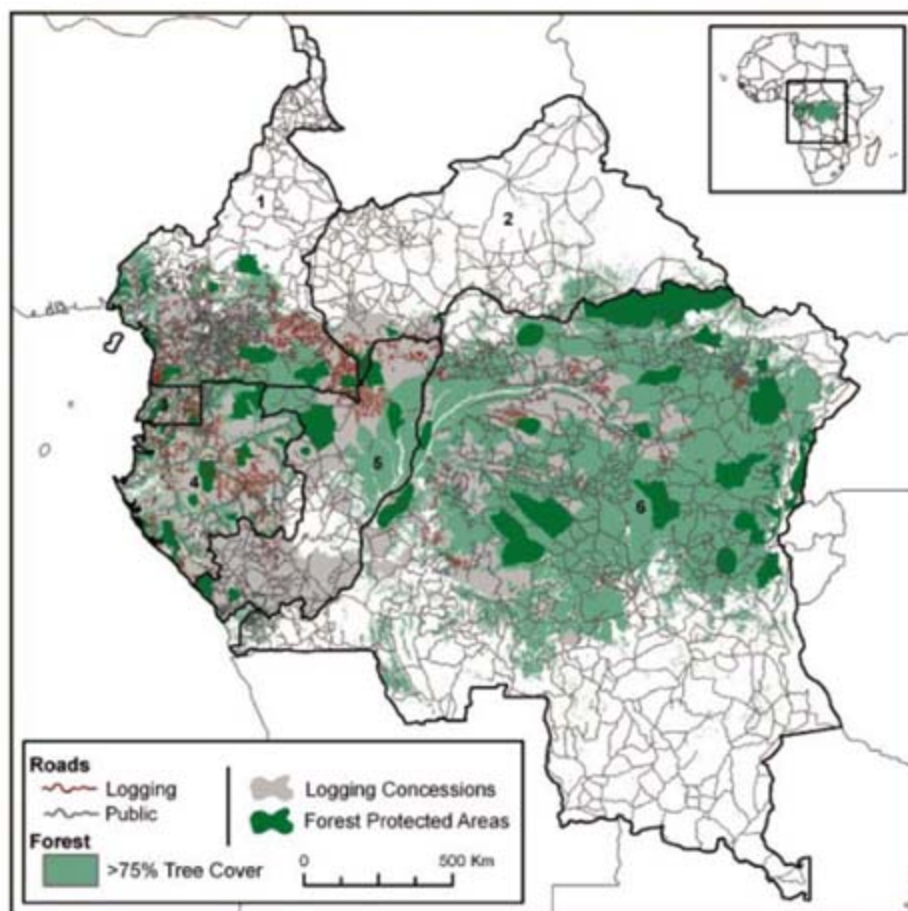 1
2
3
4
5
6
Roads
Logging
Public
Forest
>75% Tree Cover
Logging Concessions
Forest Protected Areas
0 500 Km